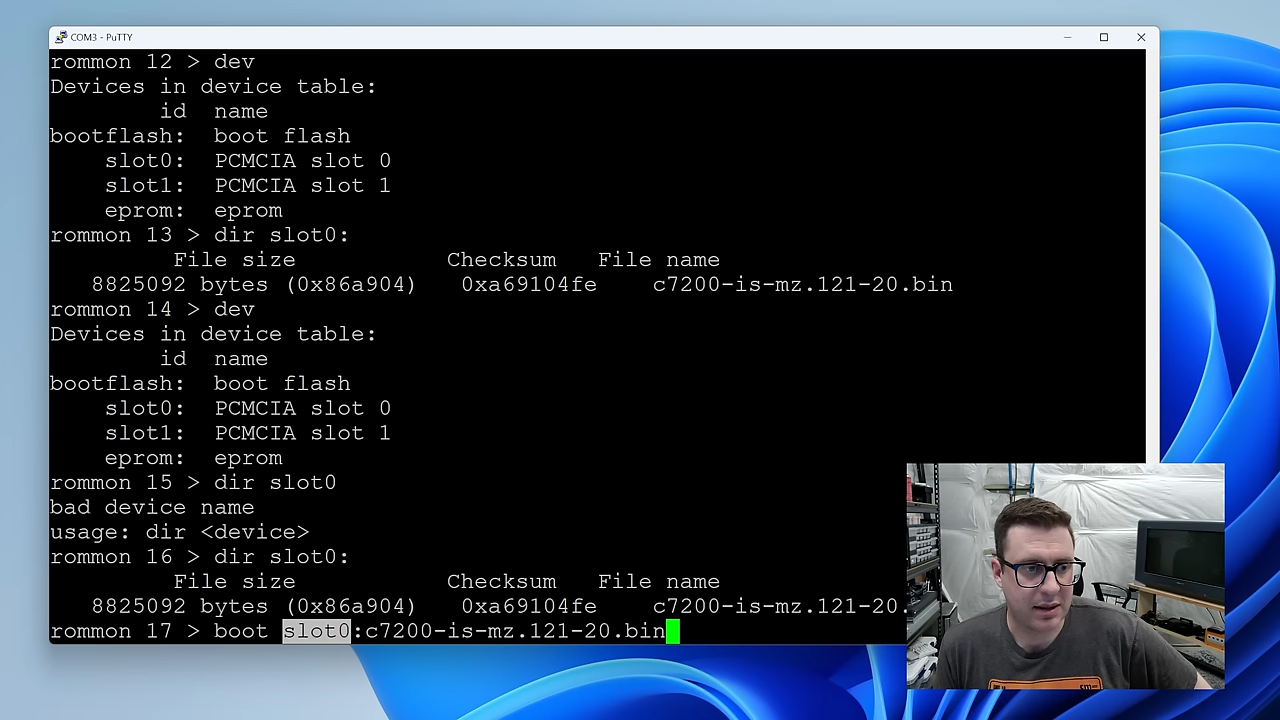 COM3 - PuTTY
rommon 12 > dev
Devices in device table:
id name
bootflash: boot flash
slot0: PCMCIA slot 0
slot1: PCMCIA slot 1
eprom: eprom
rommon 13 > dir slot0:
File size Checksum File name
8825092 bytes (0x86a904) 0xa69104fe c7200-is-mz.121-20.bin
rommon 14 > dev
Devices in device table:
id name
bootflash: boot flash
slot0: PCMCIA slot 0
slot1: PCMCIA slot 1
eprom: eprom
rommon 15 > dir slot0
bad device name
usage: dir <device>
rommon 16 > dir slot0:
File size Checksum File name
8825092 bytes (0x86a904) 0xa69104fe c7200-is-mz.121-20.
rommon 17 > boot slot0:c7200-is-mz.121-20.bin